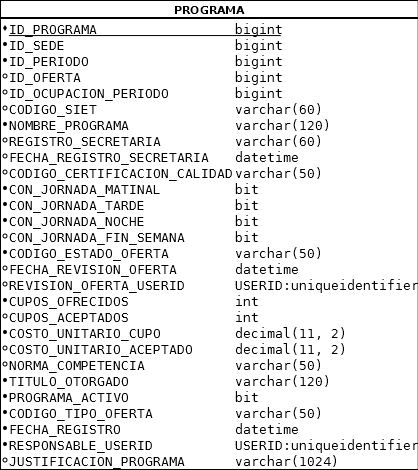 PROGRAMA
ID_PROGRAMA bigint
ID_SEDE bigint
ID_PERIODO bigint
ID_OFERTA bigint
ID_OCUPACION_PERIODO bigint
CODIGO_SIET varchar(60)
NOMBRE_PROGRAMA varchar(120)
REGISTRO_SECRETARIA varchar(60)
FECHA_REGISTRO_SECRETARIA datetime
CODIGO_CERTIFICACION_CALIDAD varchar(50)
CON_JORNADA_MATINAL bit
CON_JORNADA_TARDE bit
CON_JORNADA_NOCHE bit
CON_JORNADA_FIN_SEMANA bit
CODIGO_ESTADO_OFERTA varchar(50)
FECHA_REVISION_OFERTA datetime
REVISION_OFERTA_USERID USERID:uniqueidentifier
CUPOS_OFRECIDOS int
CUPOS_ACEPTADOS int
COSTO_UNITARIO_CUPO decimal(11, 2)
COSTO_UNITARIO_ACEPTADO decimal(11, 2)
NORMA_COMPETENCIA varchar(50)
TITULO_OTORGADO varchar(120)
PROGRAMA_ACTIVO bit
CODIGO_TIPO_OFERTA varchar(50)
FECHA_REGISTRO datetime
RESPONSABLE_USERID USERID:uniqueidentifier
JUSTIFICACION_PROGRAMA varchar(1024)